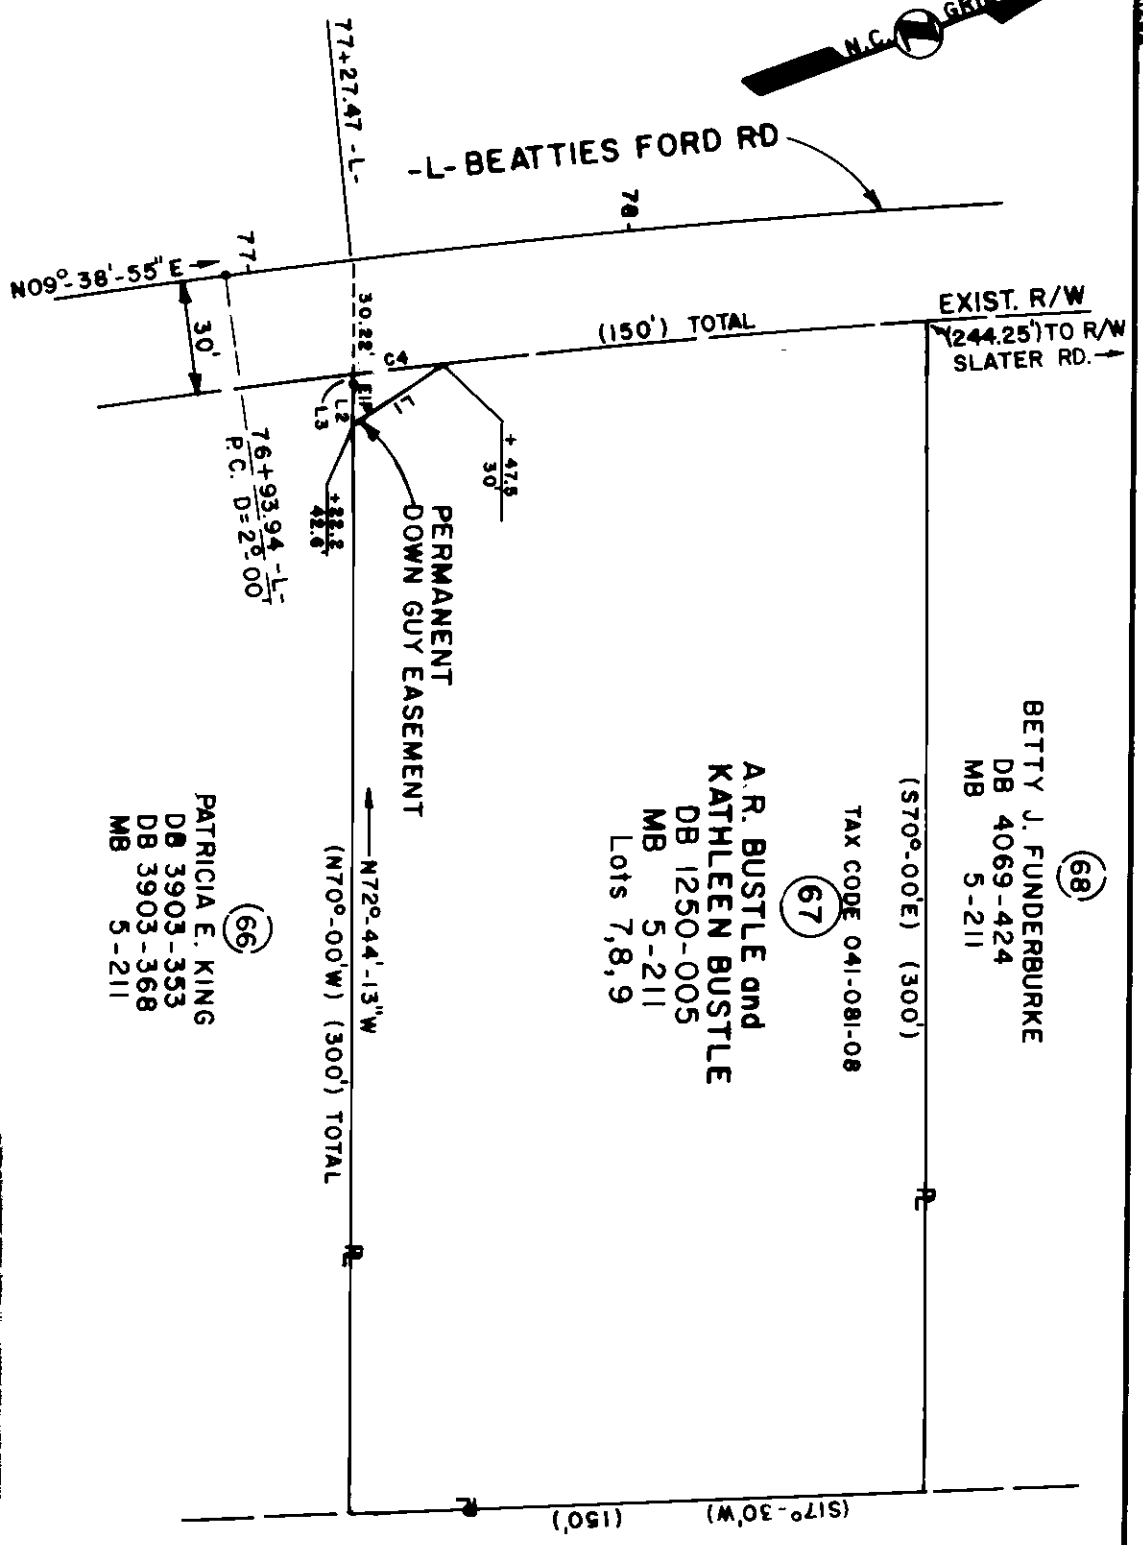 N.C.
77+27.47 -L-
-L- BEATTIES FORD RD
78
77
N09°-38'-55"E
30'
30.22'
C4
(150') TOTAL
EXIST. R/W
(244.25') TO R/W
SLATER RD.
EIP
L1
L2
L3
+ 47.5
30'
+22.2
42.6'
76+93.94 -L-
P.C. D=2°-00'
PERMANENT
DOWN GUY EASEMENT
68
BETTY J. FUNDERBURKE
DB 4069-424
MB 5-211
(S70°-00'E) (300')
TAX CODE 041-081-08
67
A.R. BUSTLE and
KATHLEEN BUSTLE
DB 1250-005
MB 5-211
Lots 7,8,9
N72°-44'-13"W
(N70°-00'W) (300') TOTAL
66
PATRICIA E. KING
DB 3903-353
DB 3903-368
MB 5-211
PL
PL
PL
(S17°-30'W) (150')